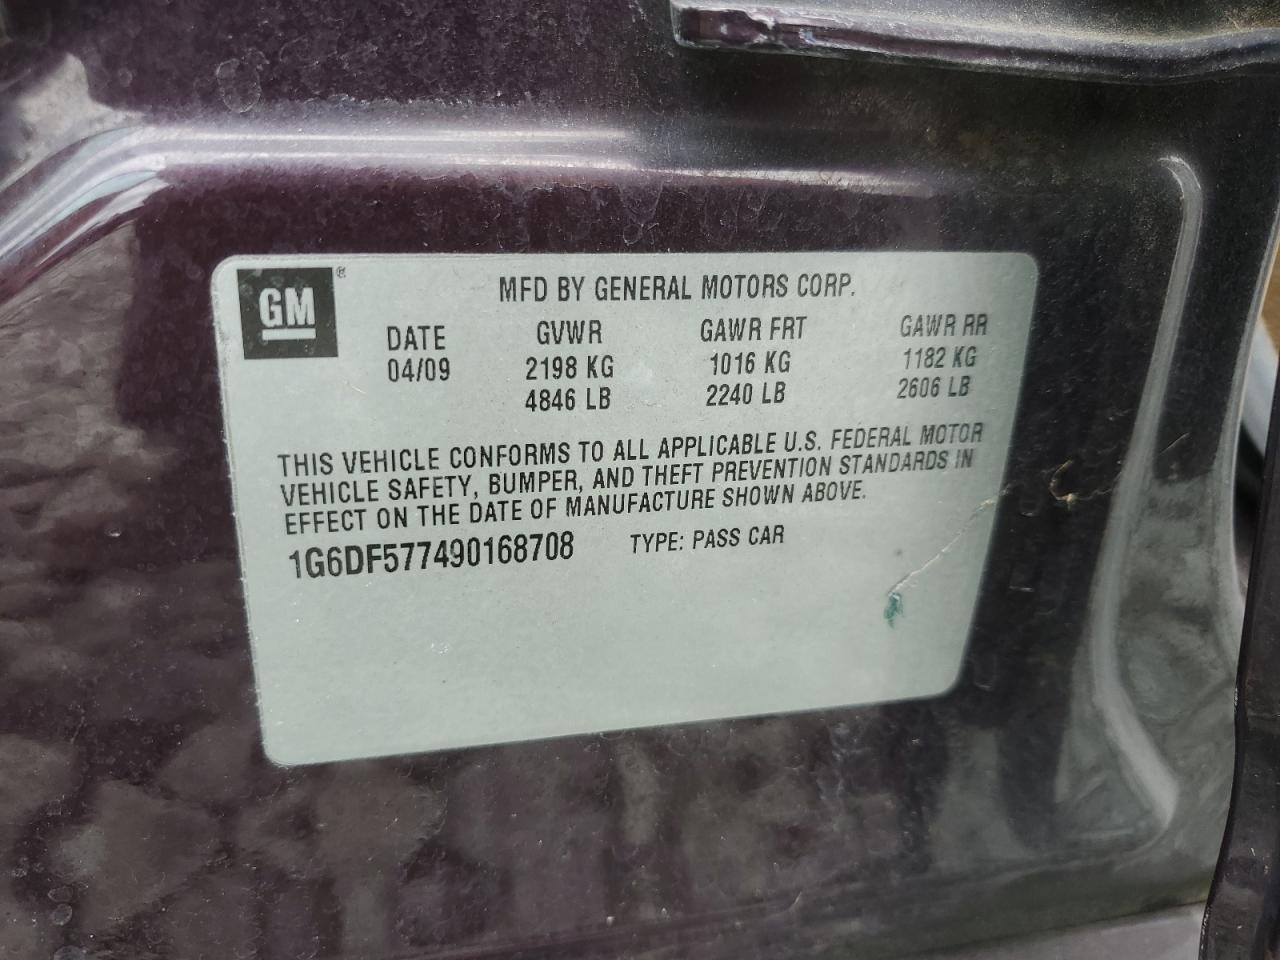 GM ®
MFD BY GENERAL MOTORS CORP.
DATE GVWR GAWR FRT GAWR RR
04/09 2198 KG 1016 KG 1182 KG
4846 LB 2240 LB 2606 LB
THIS VEHICLE CONFORMS TO ALL APPLICABLE U.S. FEDERAL MOTOR
VEHICLE SAFETY, BUMPER, AND THEFT PREVENTION STANDARDS IN
EFFECT ON THE DATE OF MANUFACTURE SHOWN ABOVE.
1G6DF577490168708 TYPE: PASS CAR